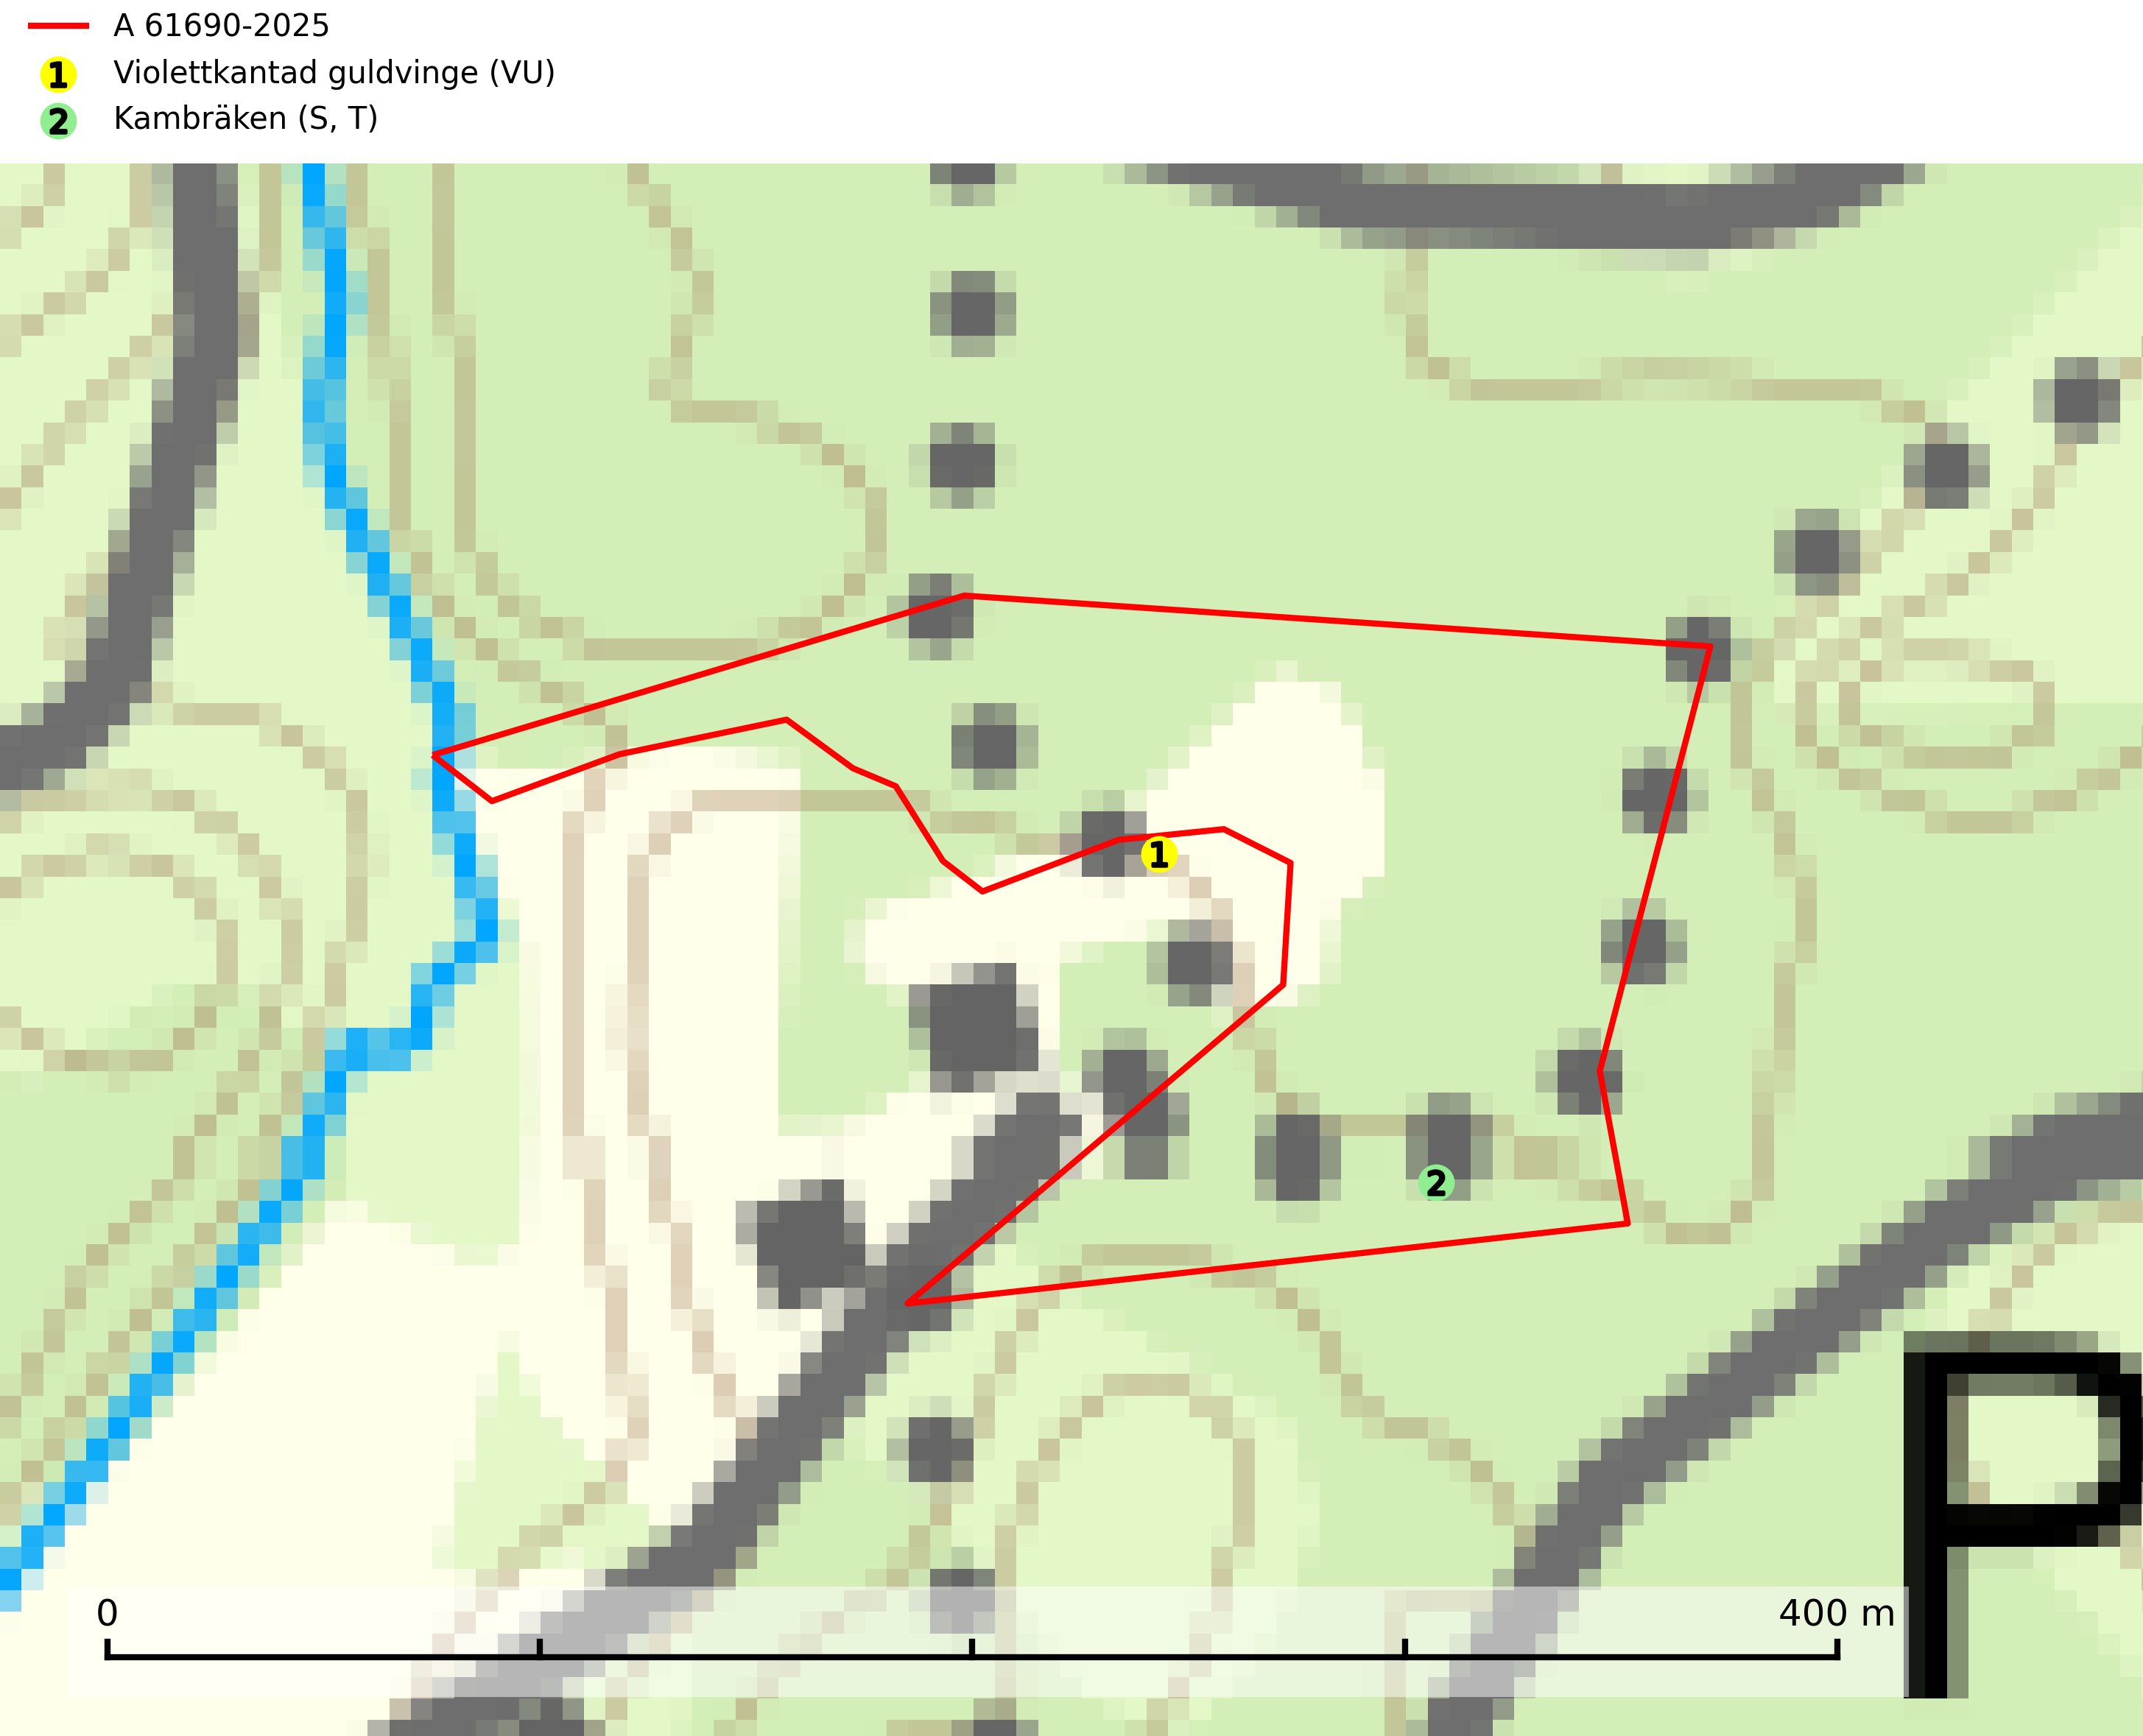 A 61690-2025
1 Violettkantad guldvinge (VU)
2 Kambräken (S, T)
1
2
P
0 400 m